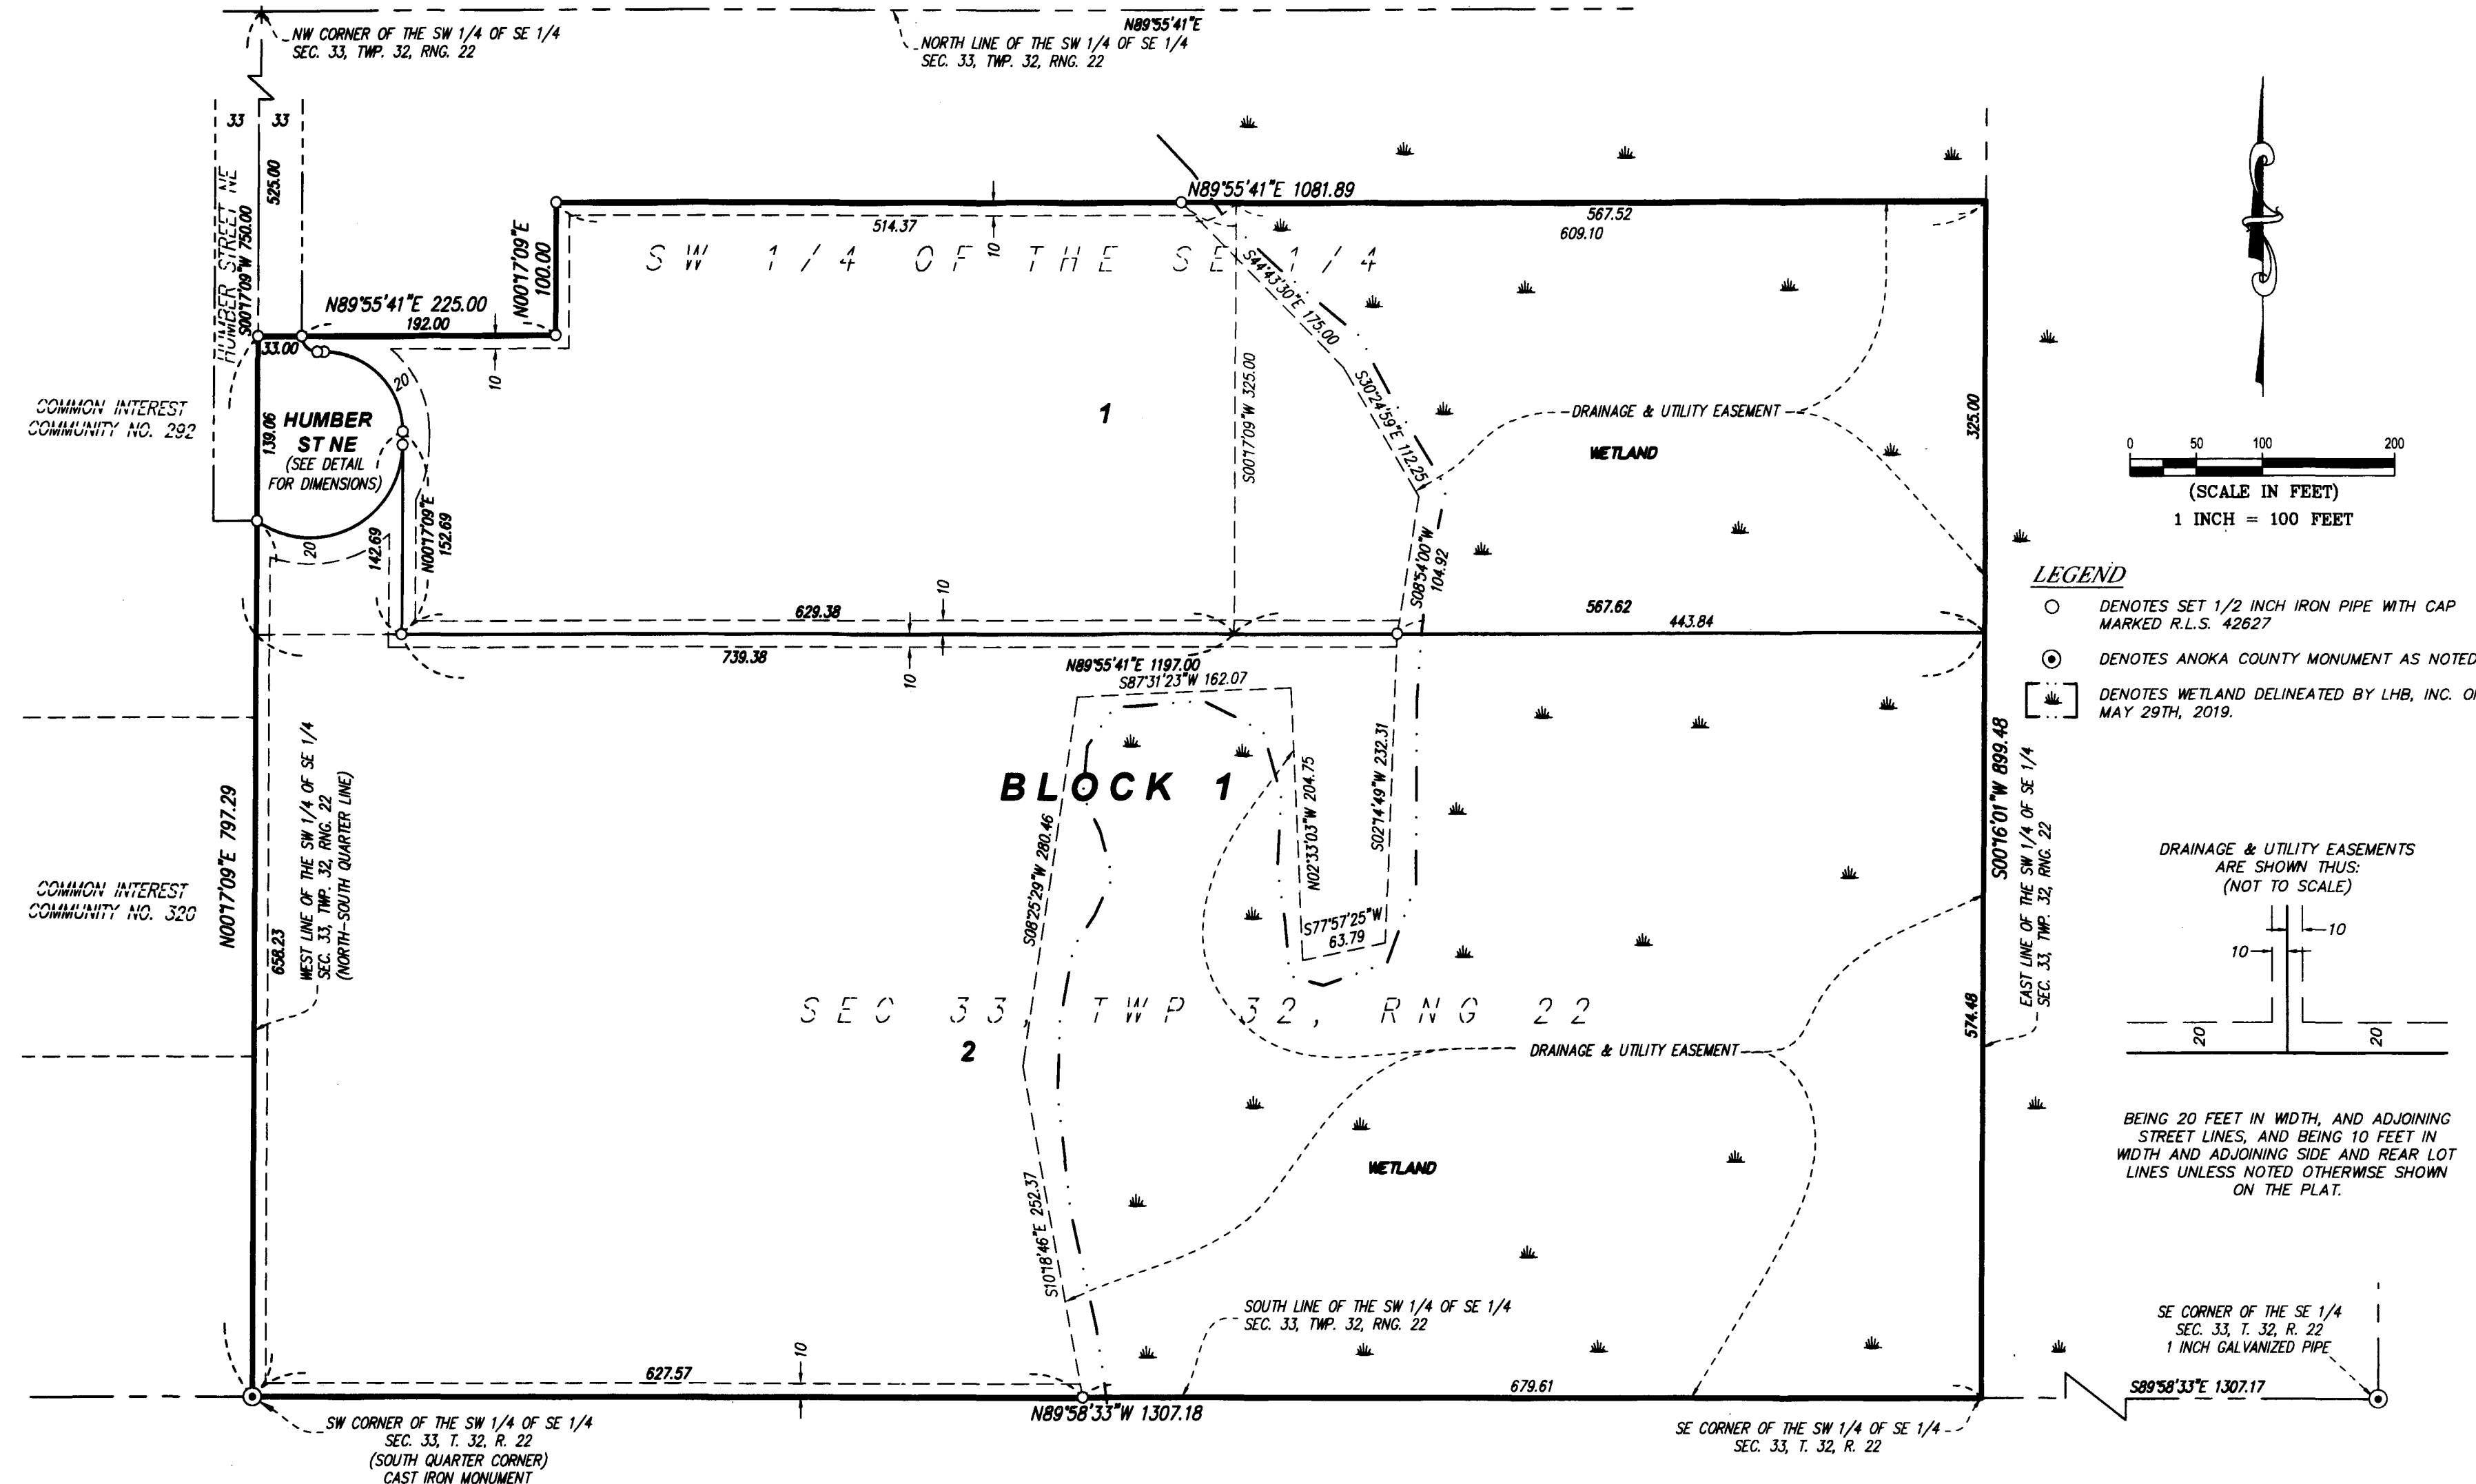 N89°55'41"E
NW CORNER OF THE SW 1/4 OF SE 1/4
SEC. 33, TWP. 32, RNG. 22
NORTH LINE OF THE SW 1/4 OF SE 1/4
SEC. 33, TWP. 32, RNG. 22
33
33
HUMBER STREET NE
S00°17'09"W 750.00
525.00
N89°55'41"E 1081.89
514.37
10
567.52
609.10
SW 1/4 OF THE SE 1/4
N00°17'09"E
100.00
N89°55'41"E 225.00
192.00
10
33.00
S44°43'30"E 175.00
S00°17'09"W 325.00
S30°24'59"E 112.25
S08°54'00"W
104.92
COMMON INTEREST
COMMUNITY NO. 292
139.06
HUMBER
ST NE
(SEE DETAIL
FOR DIMENSIONS)
20
20
142.69
N00°17'09"E
152.69
1
DRAINAGE & UTILITY EASEMENT
WETLAND
325.00
0 50 100 200
(SCALE IN FEET)
1 INCH = 100 FEET
LEGEND
DENOTES SET 1/2 INCH IRON PIPE WITH CAP
MARKED R.L.S. 42627
DENOTES ANOKA COUNTY MONUMENT AS NOTED
DENOTES WETLAND DELINEATED BY LHB, INC.
MAY 29TH, 2019.
629.38
10
567.62
443.84
739.38
10
N89°55'41"E 1197.00
S87°31'23"W 162.07
BLOCK 1
N02°33'03"W 204.75
S02°14'49"W 232.31
S77°57'25"W
63.79
S08°25'29"W 280.46
S10°18'46"E 252.37
N00°17'09"E 797.29
658.23
WEST LINE OF THE SW 1/4 OF SE 1/4
SEC. 33, TWP. 32, RNG. 22
(NORTH-SOUTH QUARTER LINE)
COMMON INTEREST
COMMUNITY NO. 320
SEC 33, TWP 32, RNG 22
2
DRAINAGE & UTILITY EASEMENT
WETLAND
S00°16'01"W 899.48
574.48
EAST LINE OF THE SW 1/4 OF SE 1/4
SEC. 33, TWP. 32, RNG. 22
DRAINAGE & UTILITY EASEMENTS
ARE SHOWN THUS:
(NOT TO SCALE)
10
10
20
20
BEING 20 FEET IN WIDTH, AND ADJOINING
STREET LINES, AND BEING 10 FEET IN
WIDTH AND ADJOINING SIDE AND REAR LOT
LINES UNLESS NOTED OTHERWISE SHOWN
ON THE PLAT.
SOUTH LINE OF THE SW 1/4 OF SE 1/4
SEC. 33, TWP. 32, RNG. 22
SE CORNER OF THE SE 1/4
SEC. 33, T. 32, R. 22
1 INCH GALVANIZED PIPE
627.57
10
679.61
S89°58'33"E 1307.17
N89°58'33"W 1307.18
SW CORNER OF THE SW 1/4 OF SE 1/4
SEC. 33, T. 32, R. 22
(SOUTH QUARTER CORNER)
CAST IRON MONUMENT
SE CORNER OF THE SW 1/4 OF SE 1/4
SEC. 33, T. 32, R. 22